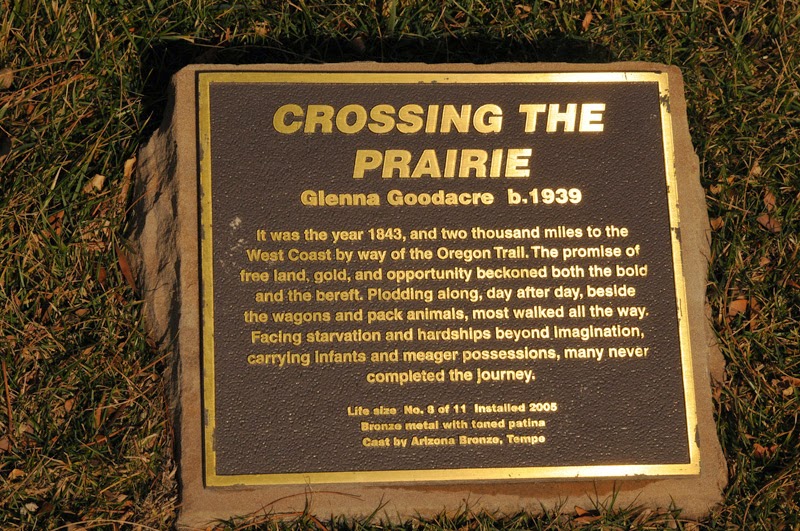 CROSSING THE
PRAIRIE
Glenna Goodacre b.1939
It was the year 1843, and two thousand miles to the
West Coast by way of the Oregon Trail. The promise of
free land, gold, and opportunity beckoned both the bold
and the bereft. Plodding along, day after day, beside
the wagons and pack animals, most walked all the way.
Facing starvation and hardships beyond imagination,
carrying infants and meager possessions, many never
completed the journey.
Life size No. 8 of 11 Installed 2005
Bronze metal with toned patina
Cast by Arizona Bronze, Tempe